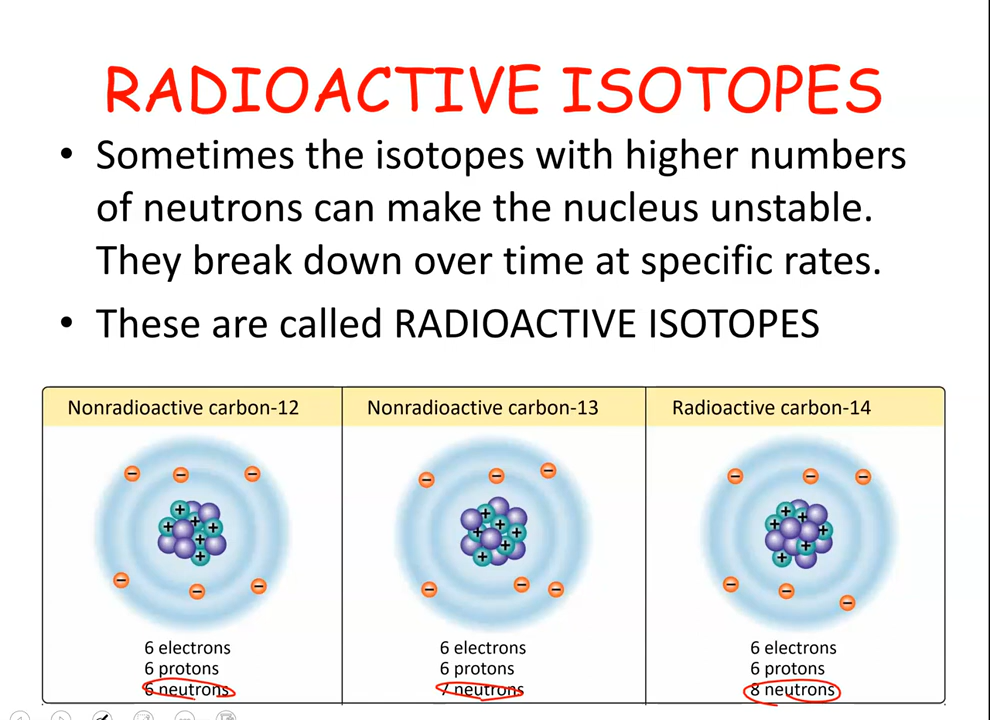 RADIOACTIVE ISOTOPES
• Sometimes the isotopes with higher numbers
of neutrons can make the nucleus unstable.
They break down over time at specific rates.
• These are called RADIOACTIVE ISOTOPES
Nonradioactive carbon-12
6 electrons
6 protons
6 neutrons
Nonradioactive carbon-13
6 electrons
6 protons
7 neutrons
Radioactive carbon-14
6 electrons
6 protons
8 neutrons